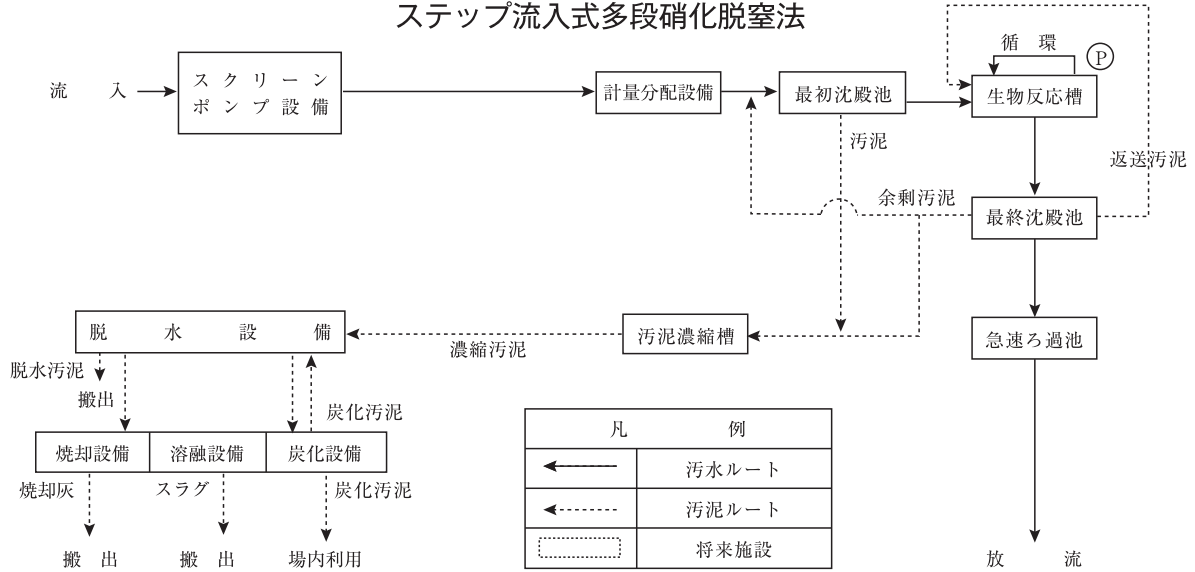 ステップ流入式多段硝化脱窒法
循 環
P
流 入
スクリーン
ポンプ設備
計量分配設備
最初沈殿池
生物反応槽
汚泥
返送汚泥
余剰汚泥
最終沈殿池
脱 水 設 備
汚泥濃縮槽
急速ろ過池
濃縮汚泥
脱水汚泥
搬出
炭化汚泥
凡 例
焼却設備
溶融設備
炭化設備
汚水ルート
焼却灰
スラグ
炭化汚泥
汚泥ルート
将来施設
搬 出
搬 出
場内利用
放 流